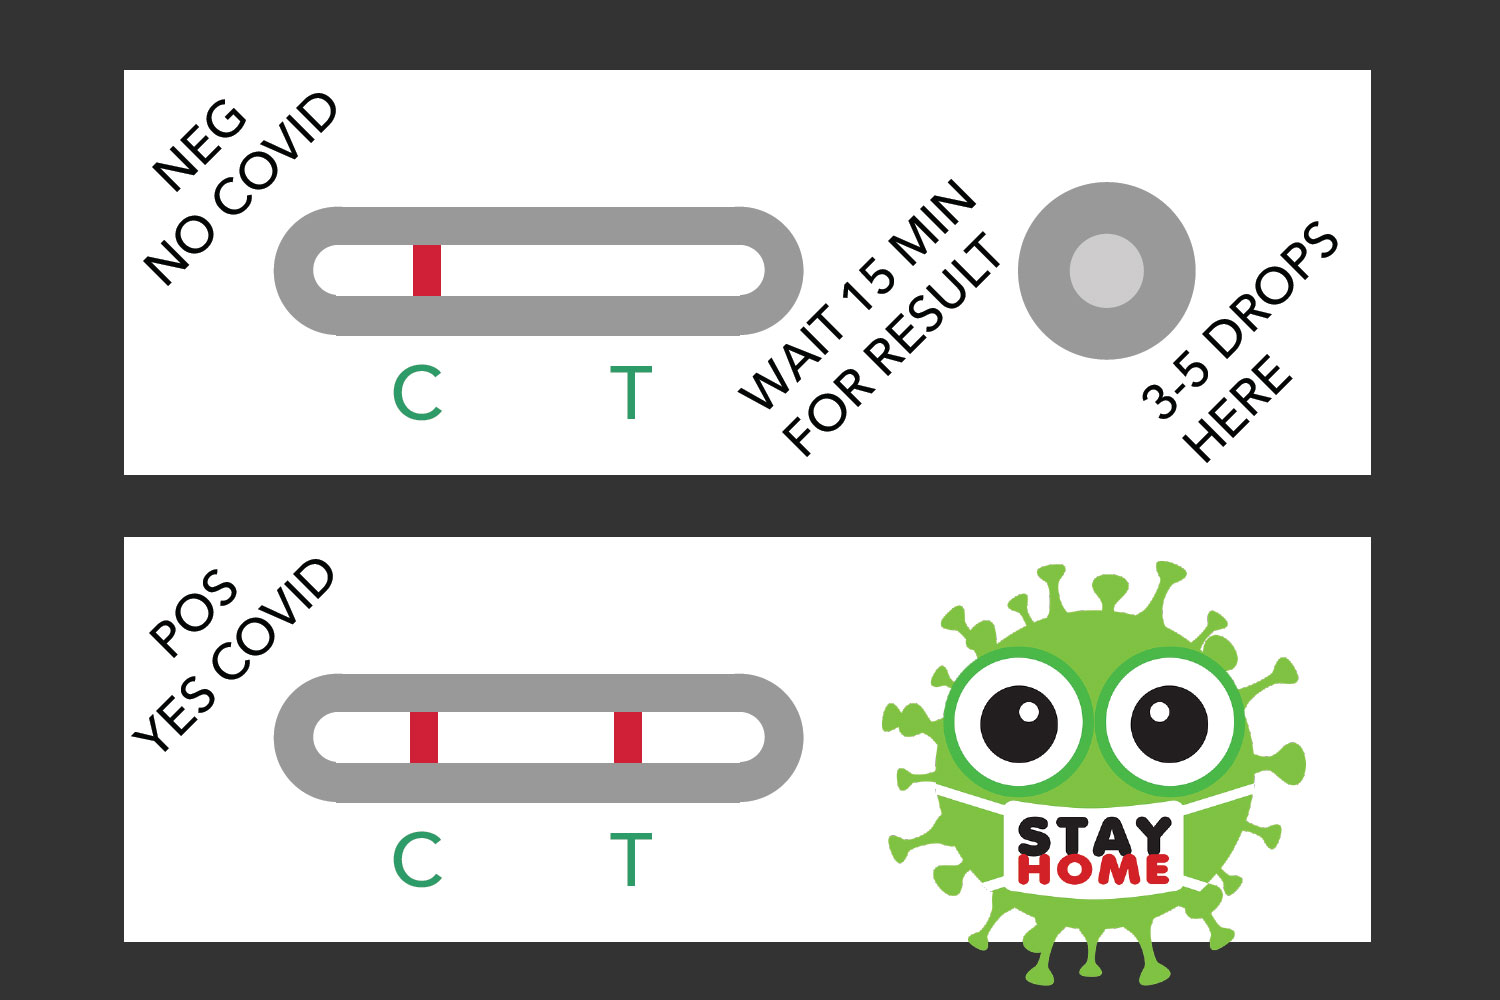 NEG
NO COVID
C
T
WAIT 15 MIN
FOR RESULT
3-5 DROPS
HERE
POS
YES COVID
C
T
STAY
HOME